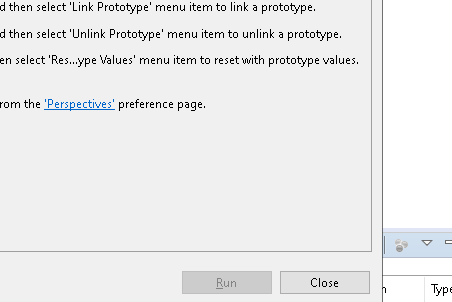 d then select 'Link Prototype' menu item to link a prototype.
d then select 'Unlink Prototype' menu item to unlink a prototype.
en select 'Res...ype Values' menu item to reset with prototype values.
rom the 'Perspectives' preference page.
Run
Close
n
Type